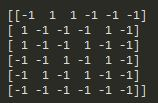 [[-1  1  1 -1 -1 -1]
[ 1 -1 -1 -1  1 -1]
[ 1 -1 -1  1 -1 -1]
[-1 -1  1 -1 -1 -1]
[-1  1 -1 -1 -1 -1]
[-1 -1 -1 -1 -1 -1]]